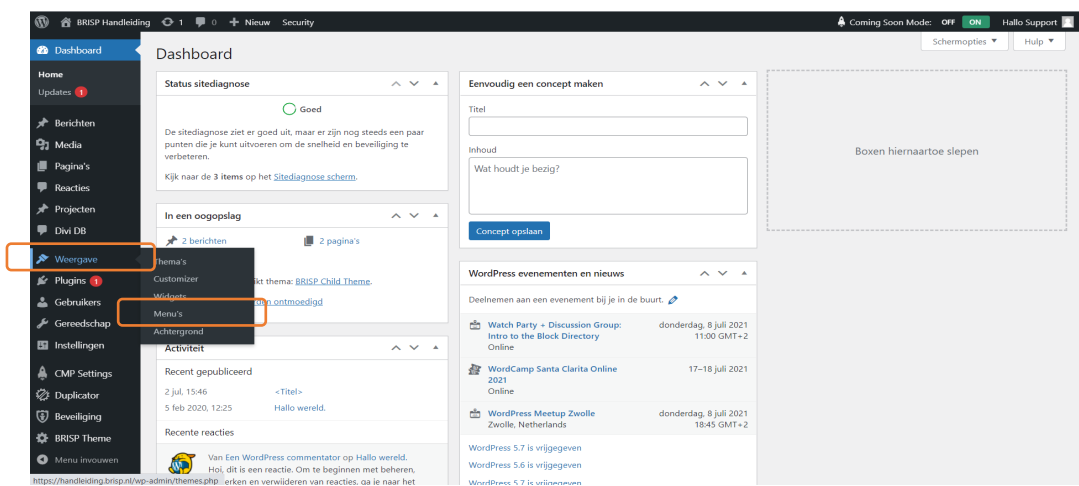 BRISP Handleiding 1 0 + Nieuw Security Coming Soon Mode: OFF ON Hallo Support
Schermopties Hulp
Dashboard
Home
Updates 1
Berichten
Media
Pagina's
Reacties
Projecten
Divi DB
Weergave
Plugins 1
Gebruikers
Gereedschap
Instellingen
CMP Settings
Duplicator
Beveiliging
BRISP Theme
Menu invouwen
https://handleiding.brisp.nl/wp-admin/themes.php
Thema's
Customizer
Widgets
Menu's
Achtergrond
Dashboard
Status sitediagnose
Goed
De sitediagnose ziet er goed uit, maar er zijn nog steeds een paar
punten die je kunt uitvoeren om de snelheid en beveiliging te
verbeteren.
Kijk naar de 3 items op het Sitediagnose scherm.
In een oogopslag
2 berichten 2 pagina's
kt thema: BRISP Child Theme.
en ontmoedigd
Activiteit
Recent gepubliceerd
2 jul, 15:46 <Titel>
5 feb 2020, 12:25 Hallo wereld.
Recente reacties
Van Een WordPress commentator op Hallo wereld.
Hoi, dit is een reactie. Om te beginnen met beheren,
erken en verwijderen van reacties, ga je naar het
Eenvoudig een concept maken
Titel
Inhoud
Wat houdt je bezig?
Concept opslaan
WordPress evenementen en nieuws
Deelnemen aan een evenement bij je in de buurt.
Watch Party + Discussion Group: donderdag, 8 juli 2021
Intro to the Block Directory 11:00 GMT+2
Online
WordCamp Santa Clarita Online 17–18 juli 2021
2021
Online
WordPress Meetup Zwolle donderdag, 8 juli 2021
Zwolle, Netherlands 18:45 GMT+2
WordPress 5.7 is vrijgegeven
WordPress 5.6 is vrijgegeven
WordPress 5.7 is vrijgegeven
Boxen hiernaartoe slepen